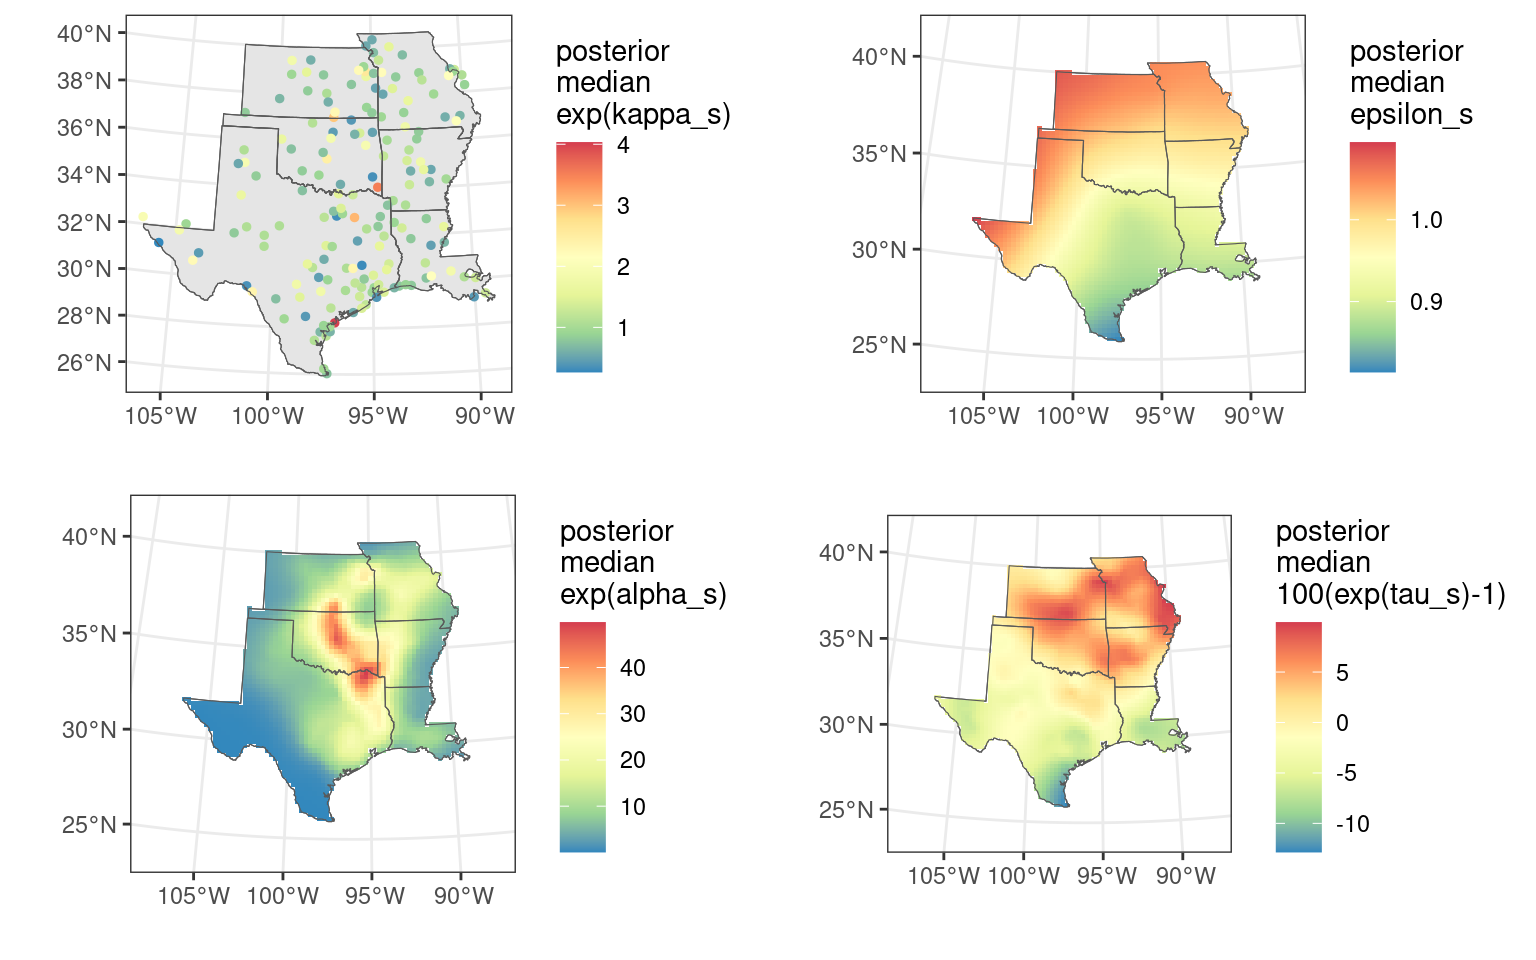 posterior
median
exp(kappa_s)
4
3
2
1
40°N
38°N
36°N
34°N
32°N
30°N
28°N
26°N
105°W 100°W 95°W 90°W
posterior
median
epsilon_s
1.0
0.9
40°N
35°N
30°N
25°N
105°W 100°W 95°W 90°W
posterior
median
exp(alpha_s)
40
30
20
10
40°N
35°N
30°N
25°N
105°W 100°W 95°W 90°W
posterior
median
100(exp(tau_s)-1)
5
0
-5
-10
40°N
35°N
30°N
25°N
105°W 100°W 95°W 90°W